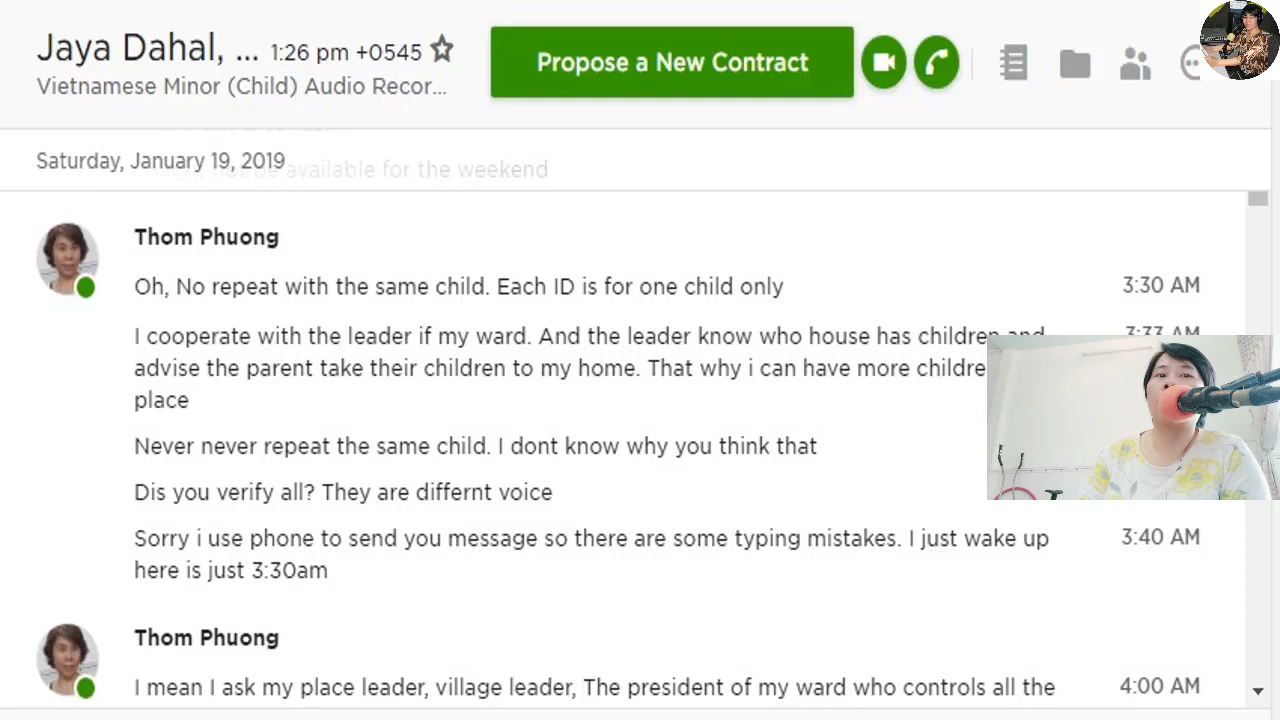 Jaya Dahal, ... 1:26 pm +0545
Propose a New Contract
Vietnamese Minor (Child) Audio Recor...
Saturday, January 19, 2019
not be available for the weekend
Thom Phuong
Oh, No repeat with the same child. Each ID is for one child only 3:30 AM
I cooperate with the leader if my ward. And the leader know who house has children and 3:33 AM
advise the parent take their children to my home. That why i can have more childre
place
Never never repeat the same child. I dont know why you think that
Dis you verify all? They are differnt voice
Sorry i use phone to send you message so there are some typing mistakes. I just wake up 3:40 AM
here is just 3:30am
Thom Phuong
I mean I ask my place leader, village leader, The president of my ward who controls all the 4:00 AM